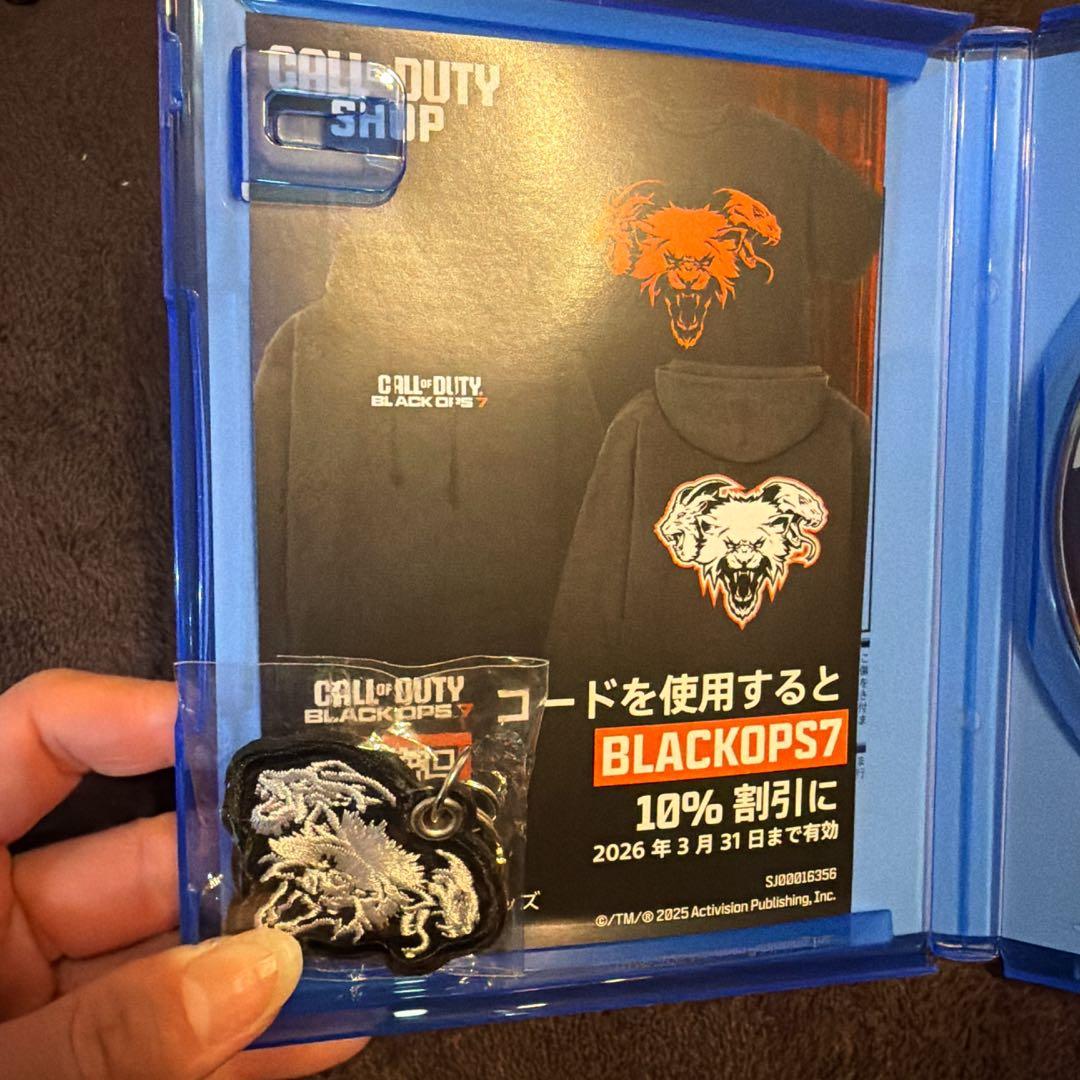 CALL OF DUTY
SHOP
CALL OF DUTY
BLACK OPS 7
コードを使用すると
BLACKOPS7
10% 割引に
2026 年 3 月 31 日まで有効
SJ00016356
©/TM/® 2025 Activision Publishing, Inc.
CALL OF DUTY
BLACK OPS 7
ッズ